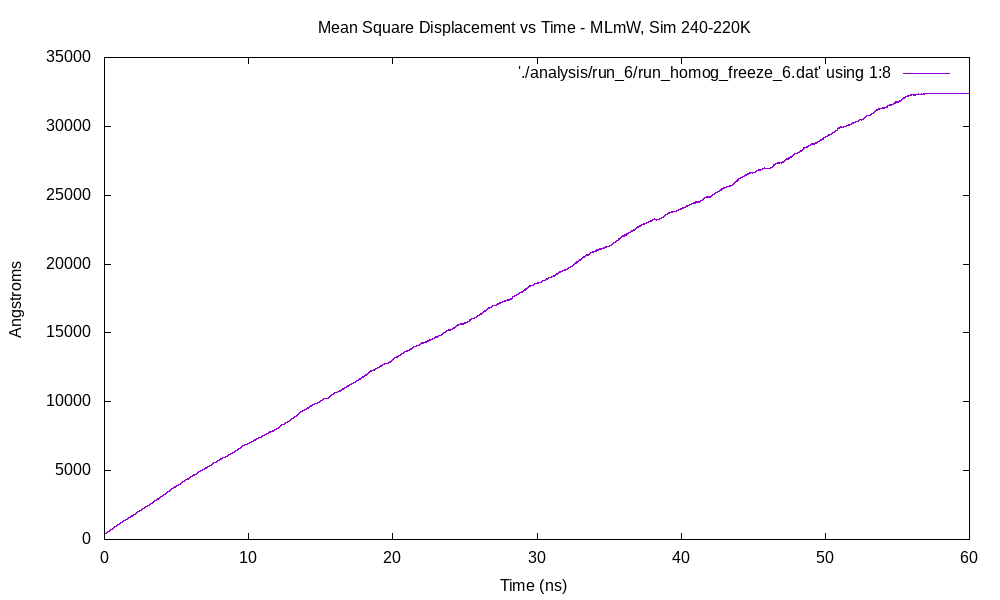 Mean Square Displacement vs Time - MLmW, Sim 240-220K
35000
'./analysis/run_6/run_homog_freeze_6.dat' using 1:8
30000
25000
20000
Angstroms
15000
10000
5000
0
0 10 20 30 40 50 60
Time (ns)